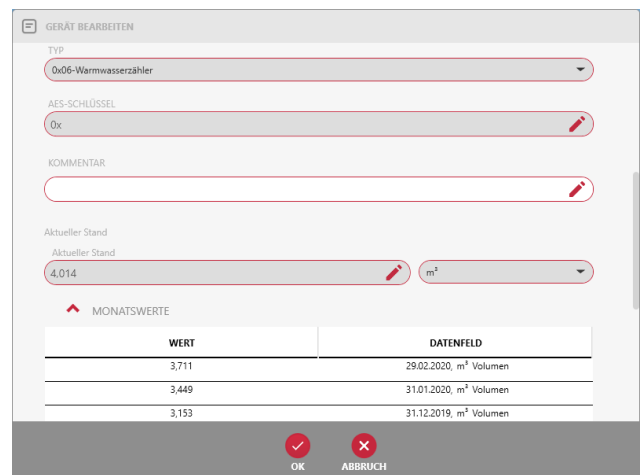 GERÄT BEARBEITEN
TYP
0x06-Warmwasserzähler
AES-SCHLÜSSEL
0x
KOMMENTAR
Aktueller Stand
Aktueller Stand
4,014 m³
MONATSWERTE
WERT DATENFELD
3,711 29.02.2020, m³ Volumen
3,449 31.01.2020, m³ Volumen
3,153 31.12.2019, m³ Volumen
OK ABBRUCH